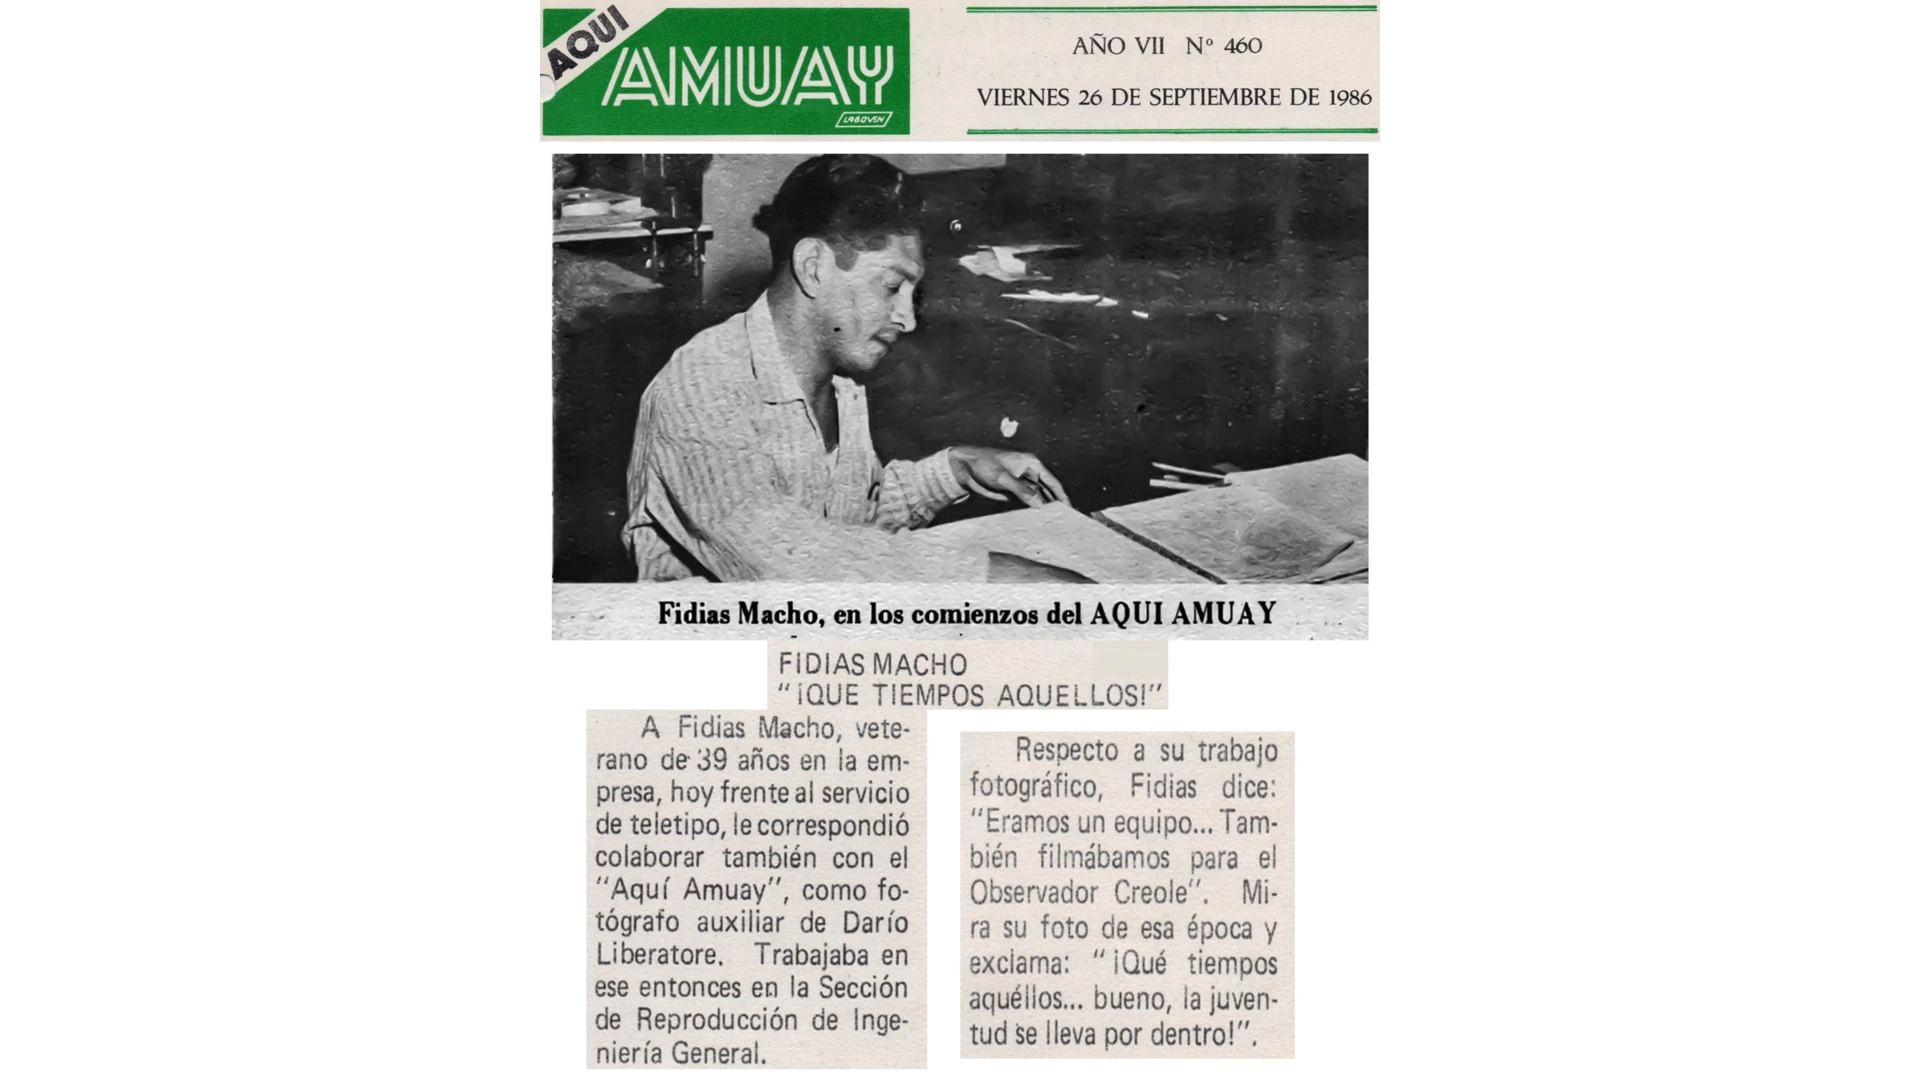 AQUI
AMUAY
LAGOVEN
AÑO VII Nº 460
VIERNES 26 DE SEPTIEMBRE DE 1986
Fidias Macho, en los comienzos del AQUI AMUAY
FIDIAS MACHO
“¡QUE TIEMPOS AQUELLOS!”
A Fidias Macho, vete-
rano de 39 años en la em-
presa, hoy frente al servicio
de teletipo, le correspondió
colaborar también con el
“Aquí Amuay”, como fo-
tógrafo auxiliar de Darío
Liberatore. Trabajaba en
ese entonces en la Sección
de Reproducción de Inge-
niería General.
Respecto a su trabajo
fotográfico, Fidias dice:
“Eramos un equipo... Tam-
bién filmábamos para el
Observador Creole”. Mi-
ra su foto de esa época y
exclama: “¡Qué tiempos
aquéllos... bueno, la juven-
tud se lleva por dentro!”.